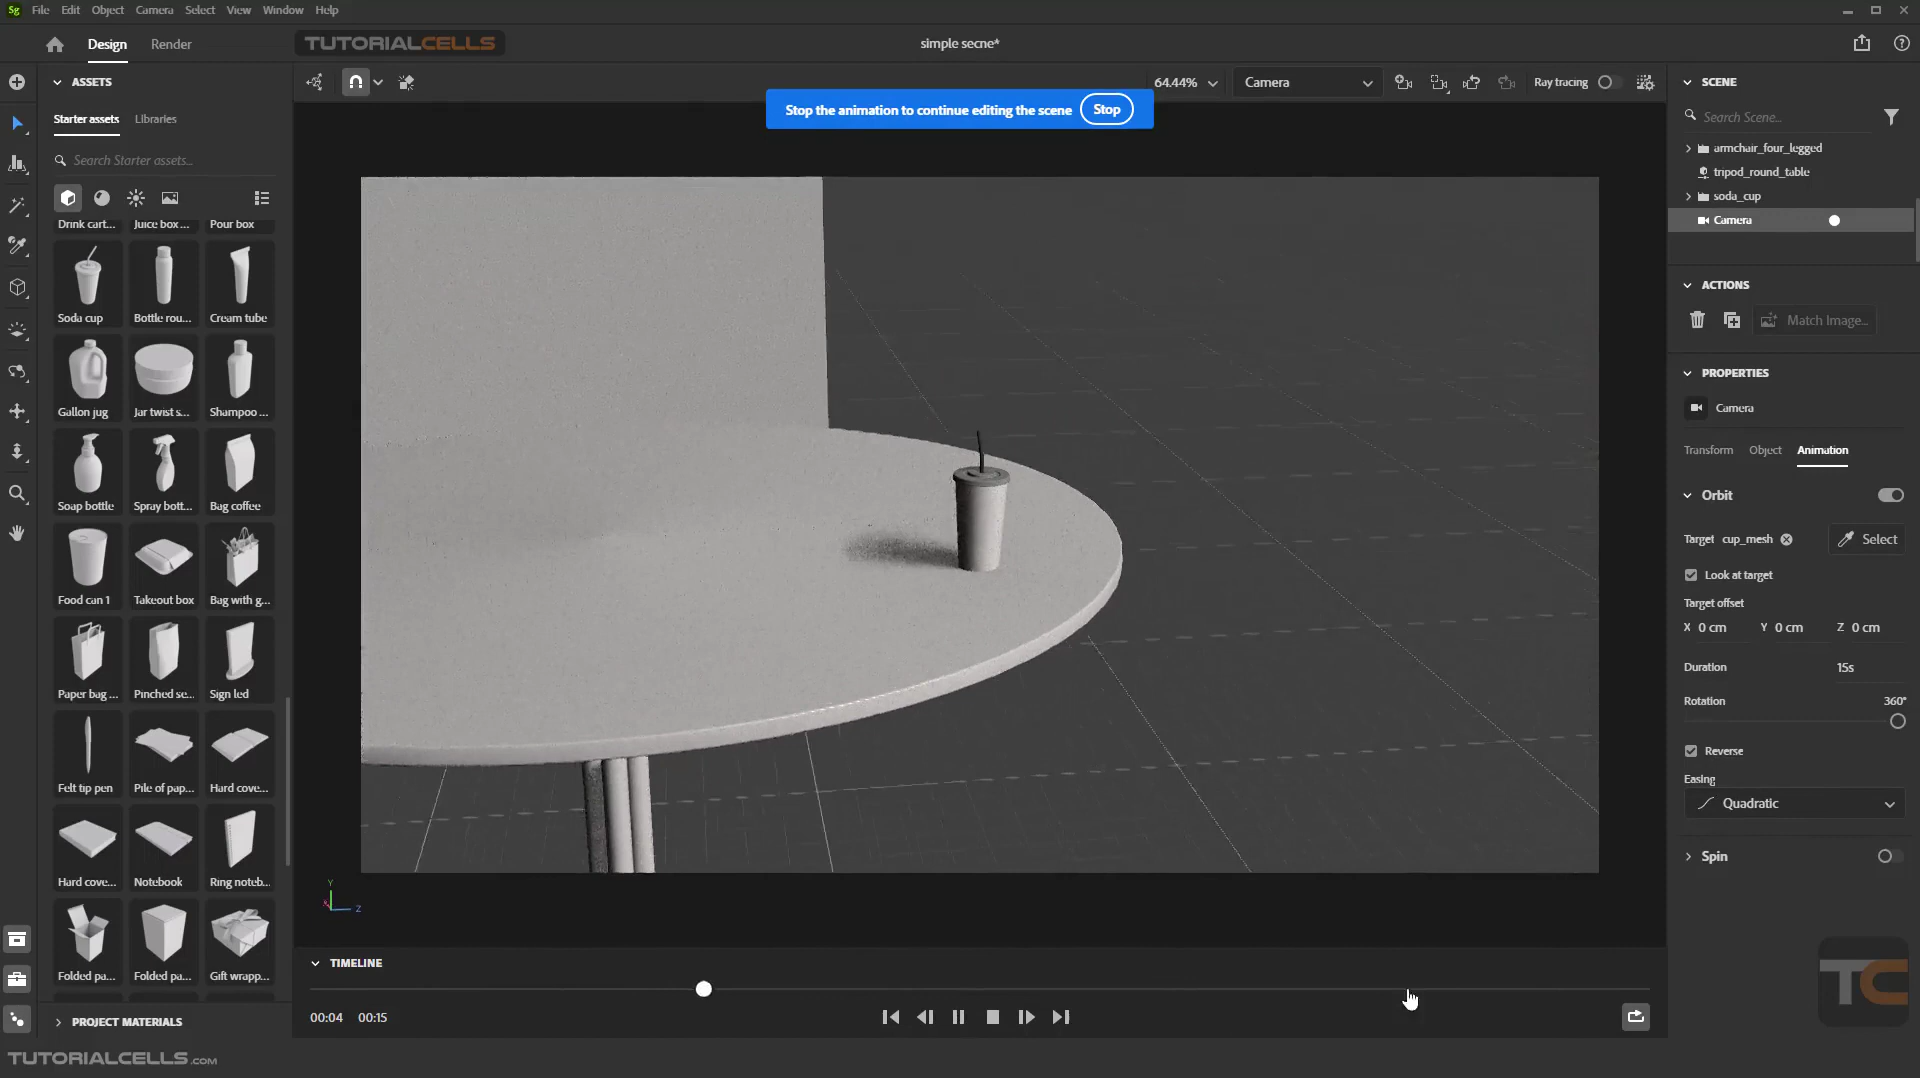 Sg File Edit Object Camera Select View Window Help
Design Render TUTORIALCELLS simple secne*
ASSETS
Starter assets Libraries
Search Starter assets...
Drink cart... Juice box ... Pour box
Soda cup Bottle rou... Cream tube
Gallon jug Jar twist s... Shampoo ...
Soap bottle Spray bott... Bag coffee
Food can 1 Takeout box Bag with g...
Paper bag ... Pinched se... Sign led
Felt tip pen Pile of pap... Hard cove...
Hard cove... Notebook Ring noteb...
Folded pa... Folded pa... Gift wrapp...
PROJECT MATERIALS
TUTORIALCELLS.COM
64.44% Camera Ray tracing
Stop the animation to continue editing the scene Stop
Y
Z
TIMELINE
00:04 00:15
SCENE
Search Scene...
armchair_four_legged
tripod_round_table
soda_cup
Camera
ACTIONS
Match Image...
PROPERTIES
Camera
Transform Object Animation
Orbit
Target cup_mesh Select
Look at target
Target offset
X 0 cm Y 0 cm Z 0 cm
Duration 15s
Rotation 360°
Reverse
Easing
Quadratic
Spin
TC